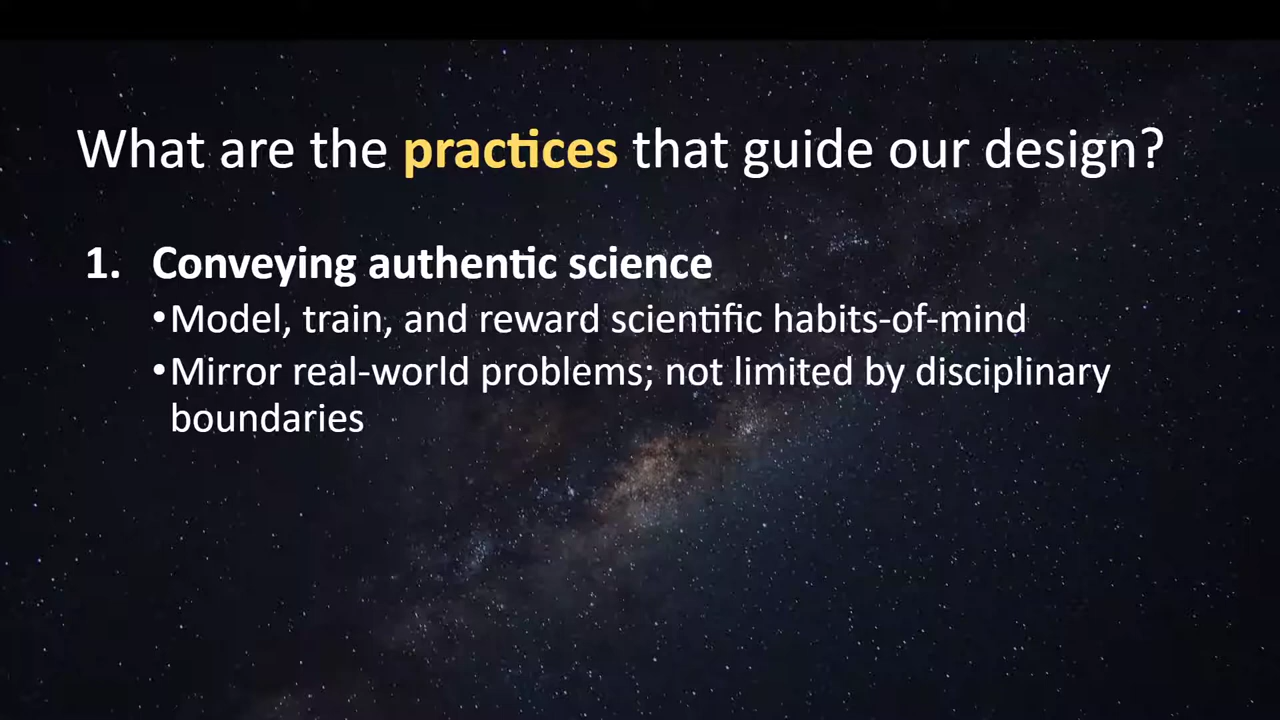 What are the practices that guide our design?
1. Conveying authentic science
•Model, train, and reward scientific habits-of-mind
•Mirror real-world problems; not limited by disciplinary
boundaries